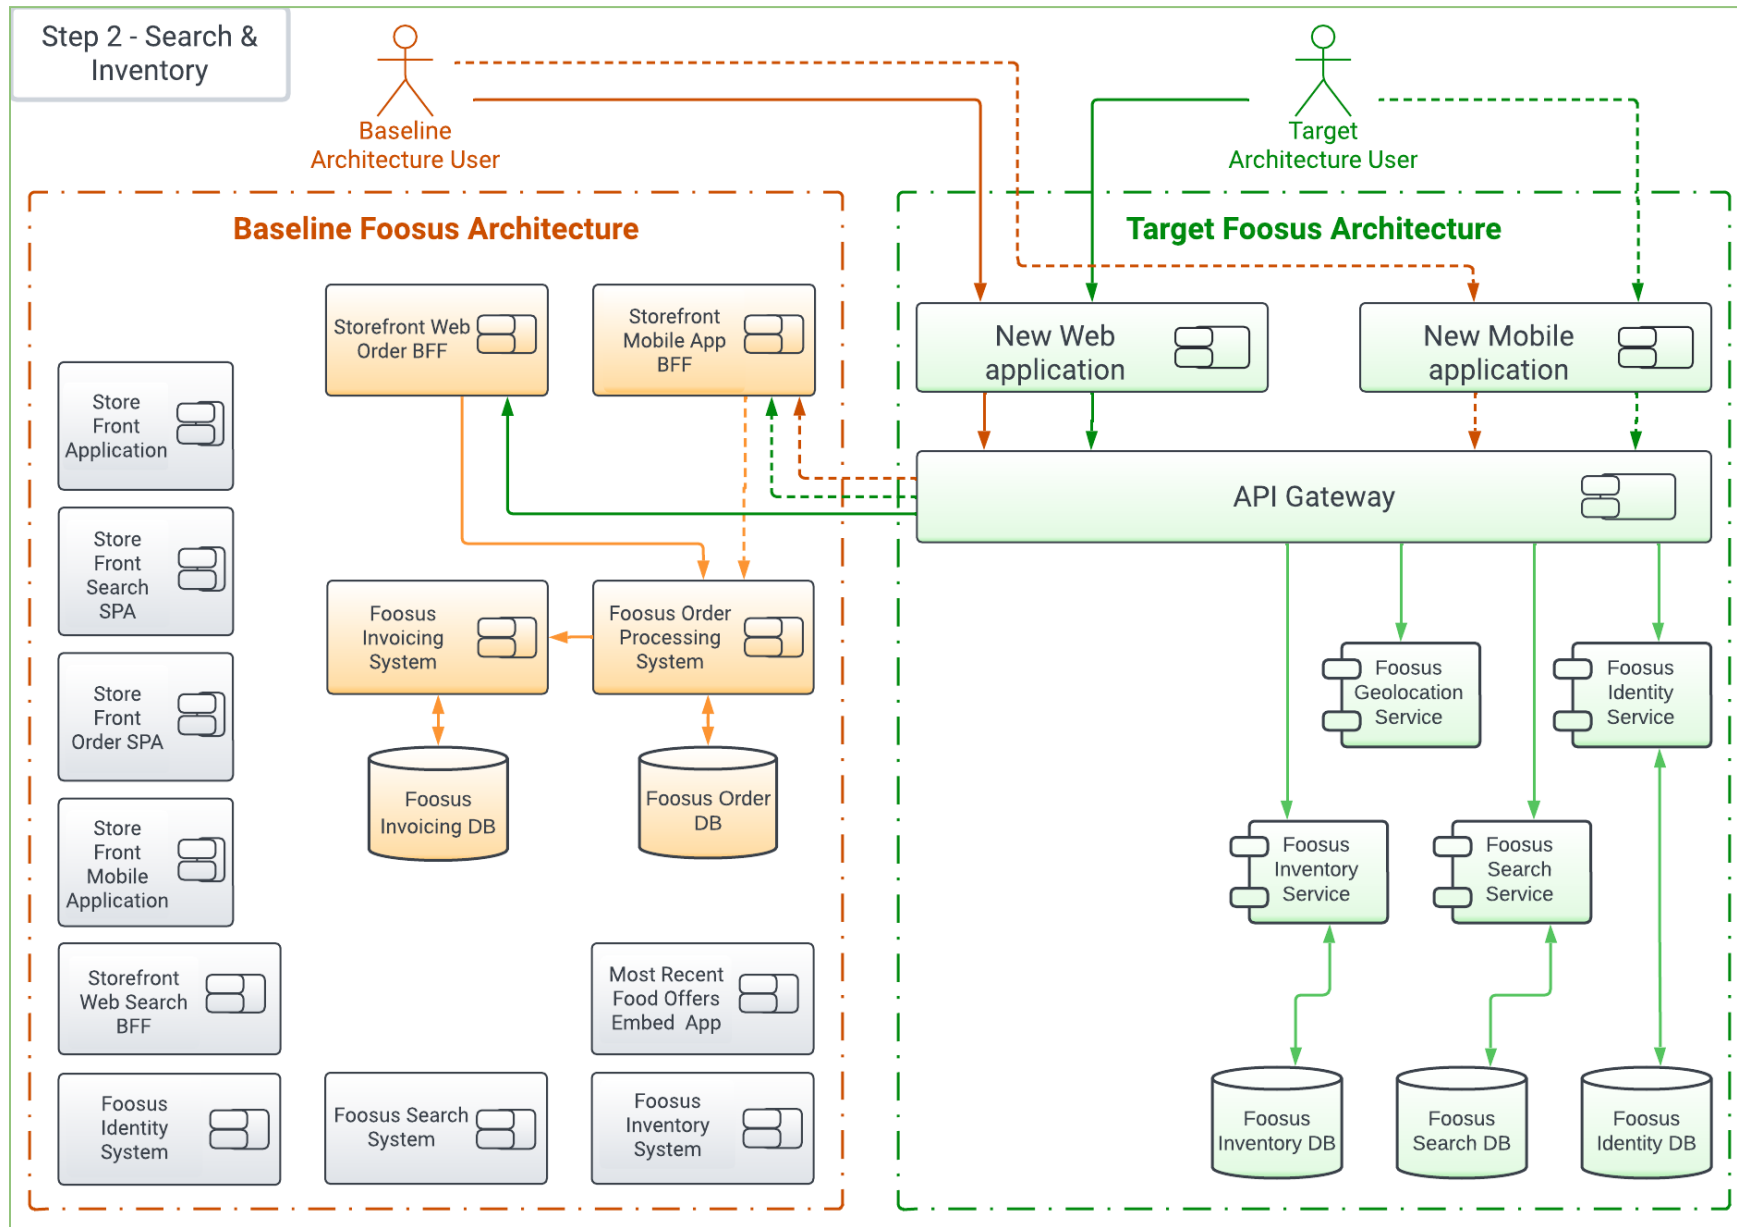 Step 2 - Search &
Inventory
Baseline
Architecture User
Target
Architecture User
Baseline Foosus Architecture
Storefront Web
Order BFF
Storefront
Mobile App
BFF
Store
Front
Application
Store
Front
Search
SPA
Store
Front
Order SPA
Store
Front
Mobile
Application
Foosus
Invoicing
System
Foosus Order
Processing
System
Foosus
Invoicing DB
Foosus Order
DB
Storefront
Web Search
BFF
Most Recent
Food Offers
Embed App
Foosus
Identity
System
Foosus Search
System
Foosus
Inventory
System
Target Foosus Architecture
New Web
application
New Mobile
application
API Gateway
Foosus
Geolocation
Service
Foosus
Identity
Service
Foosus
Inventory
Service
Foosus
Search
Service
Foosus
Inventory DB
Foosus
Search DB
Foosus
Identity DB